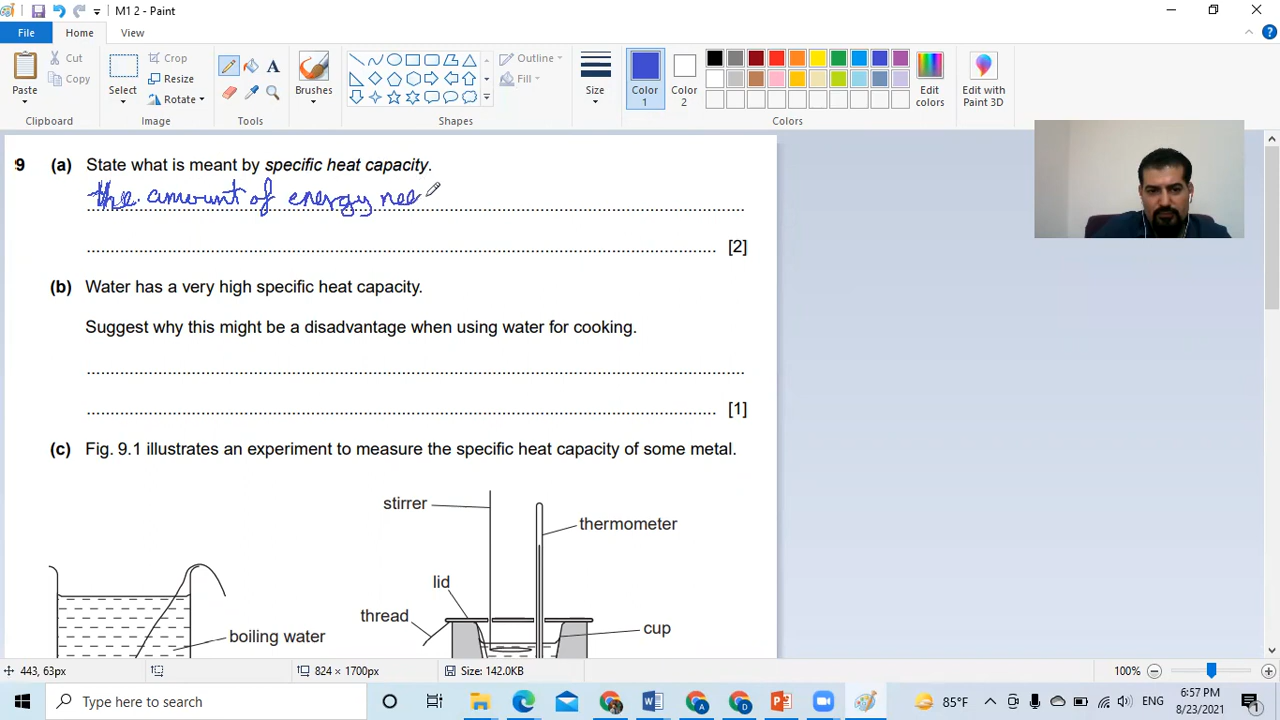 M1 2 - Paint
File Home View
Paste Cut Copy Clipboard
Select Crop Resize Rotate Image
Tools
Brushes
Shapes Outline Fill
Size
Color 1 Color 2 Edit colors Edit with Paint 3D Colors
9 (a) State what is meant by specific heat capacity.
the amount of energy nee
[2]
(b) Water has a very high specific heat capacity.
Suggest why this might be a disadvantage when using water for cooking.
[1]
(c) Fig. 9.1 illustrates an experiment to measure the specific heat capacity of some metal.
stirrer
thermometer
lid
thread
cup
boiling water
443, 63px 824 × 1700px Size: 142.0KB 100%
Type here to search 85°F ENG 6:57 PM
8/23/2021